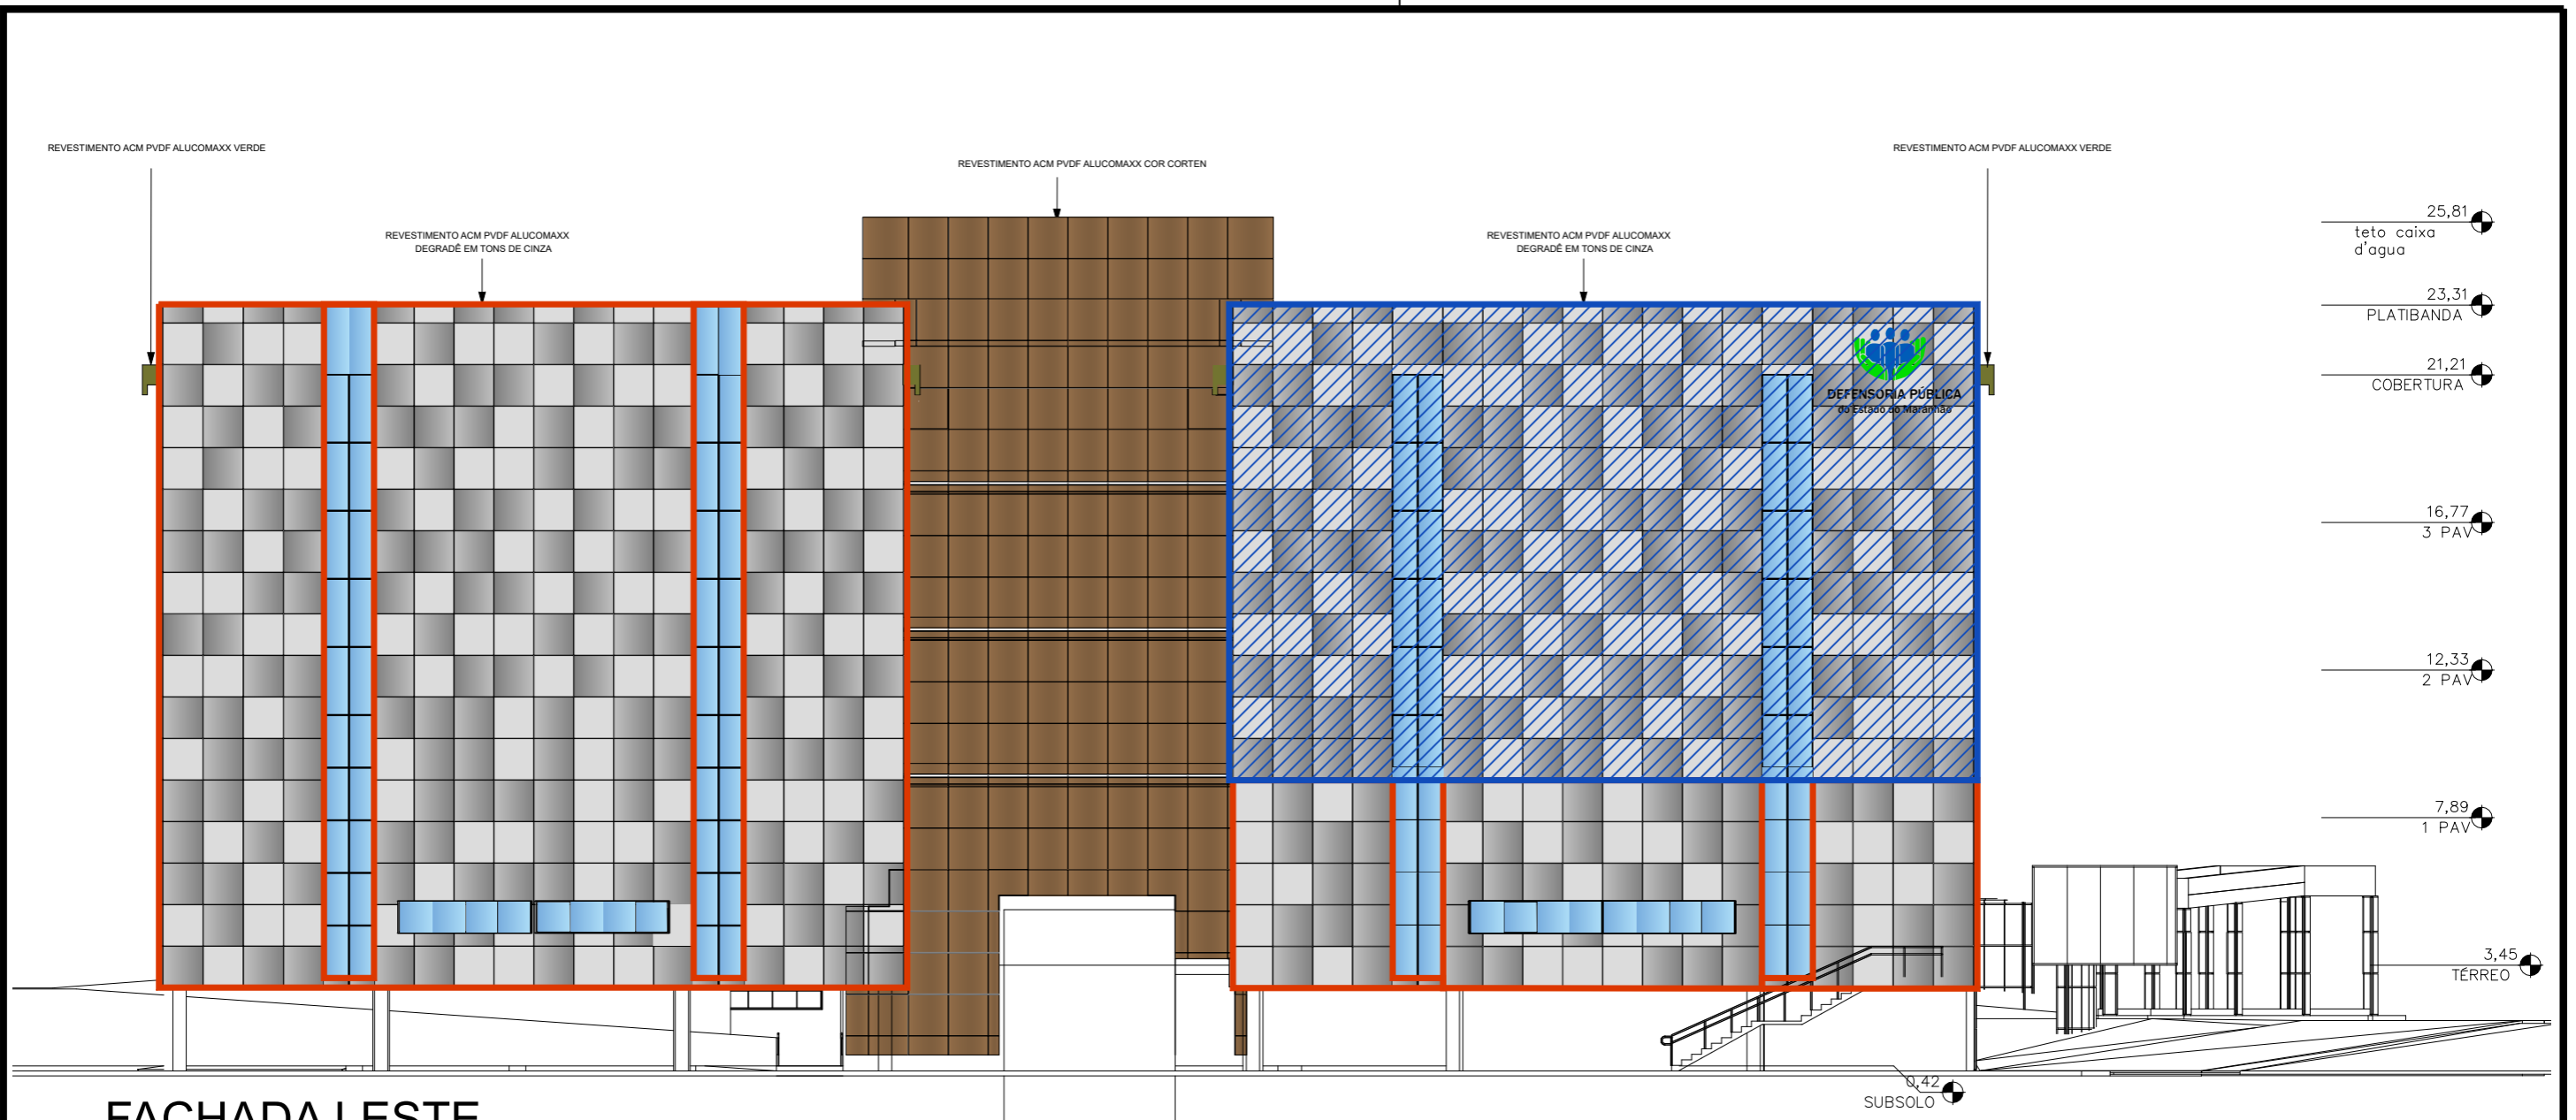 REVESTIMENTO ACM PVDF ALUCOMAXX VERDE
REVESTIMENTO ACM PVDF ALUCOMAXX COR CORTEN
REVESTIMENTO ACM PVDF ALUCOMAXX VERDE
REVESTIMENTO ACM PVDF ALUCOMAXX
DEGRADÊ EM TONS DE CINZA
REVESTIMENTO ACM PVDF ALUCOMAXX
DEGRADÊ EM TONS DE CINZA
25,81
teto caixa
d'agua
23,31
PLATIBANDA
21,21
COBERTURA
DEFENSORIA PÚBLICA
do Estado do Maranhão
16,77
3 PAV
12,33
2 PAV
7,89
1 PAV
3,45
TÉRREO
0,42
SUBSOLO
FACHADA LESTE